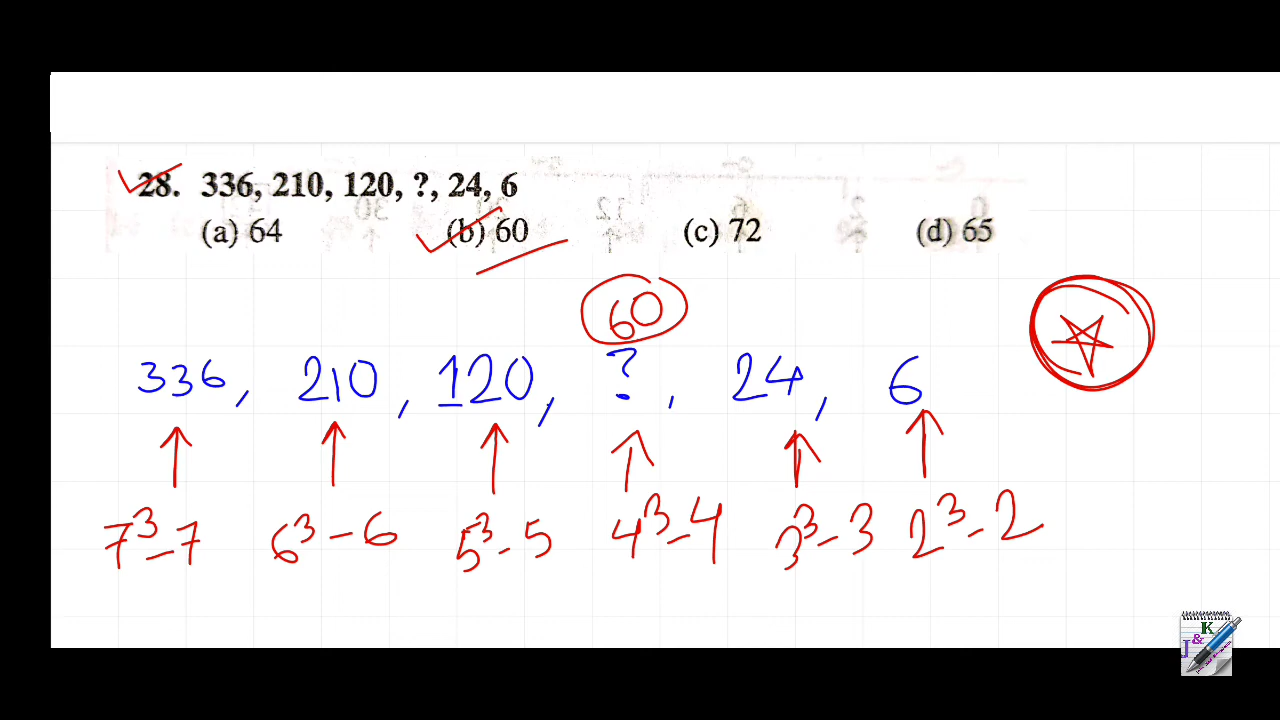 28. 336, 210, 120, ?, 24, 6
(a) 64 (b) 60 (c) 72 (d) 65
60
336, 210, 120, ?, 24, 6
7³-7 6³-6 5³-5 4³-4 3³-3 2³-2
J & K